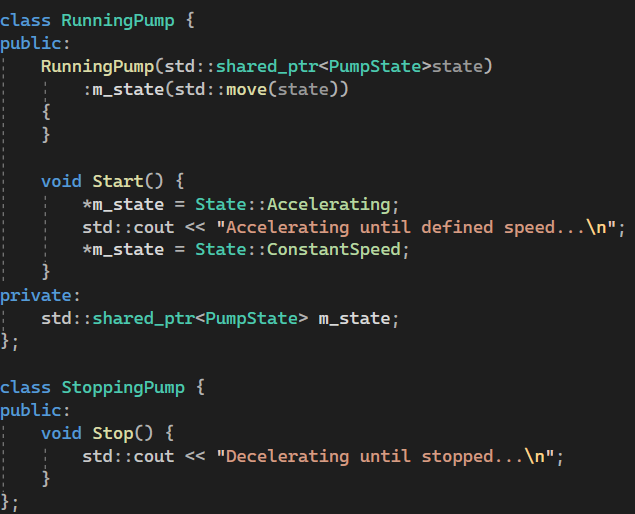 class RunningPump {
public:
    RunningPump(std::shared_ptr<PumpState>state)
        :m_state(std::move(state))
    {
    }

    void Start() {
        *m_state = State::Accelerating;
        std::cout << "Accelerating until defined speed...\n";
        *m_state = State::ConstantSpeed;
    }
private:
    std::shared_ptr<PumpState> m_state;
};

class StoppingPump {
public:
    void Stop() {
        std::cout << "Decelerating until stopped...\n";
    }
};